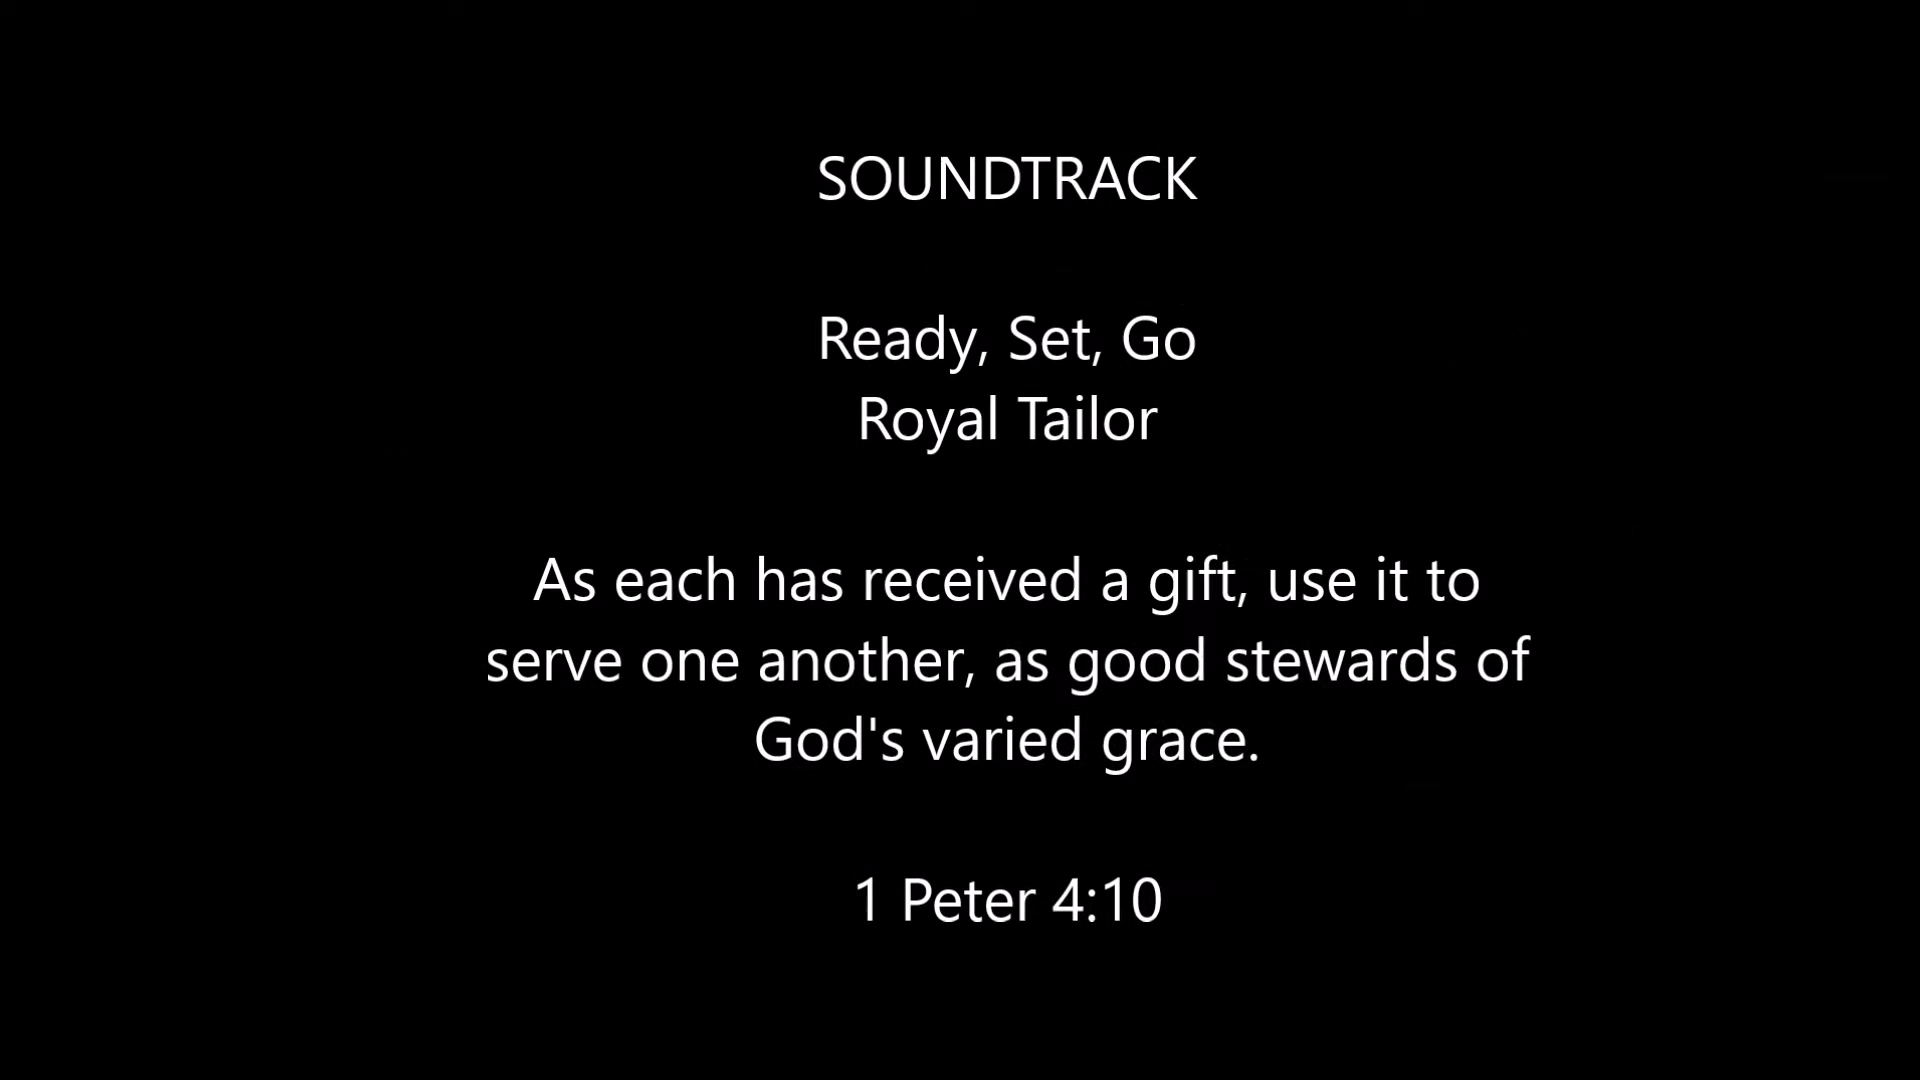 SOUNDTRACK
Ready, Set, Go
Royal Tailor
As each has received a gift, use it to
serve one another, as good stewards of
God's varied grace.
1 Peter 4:10